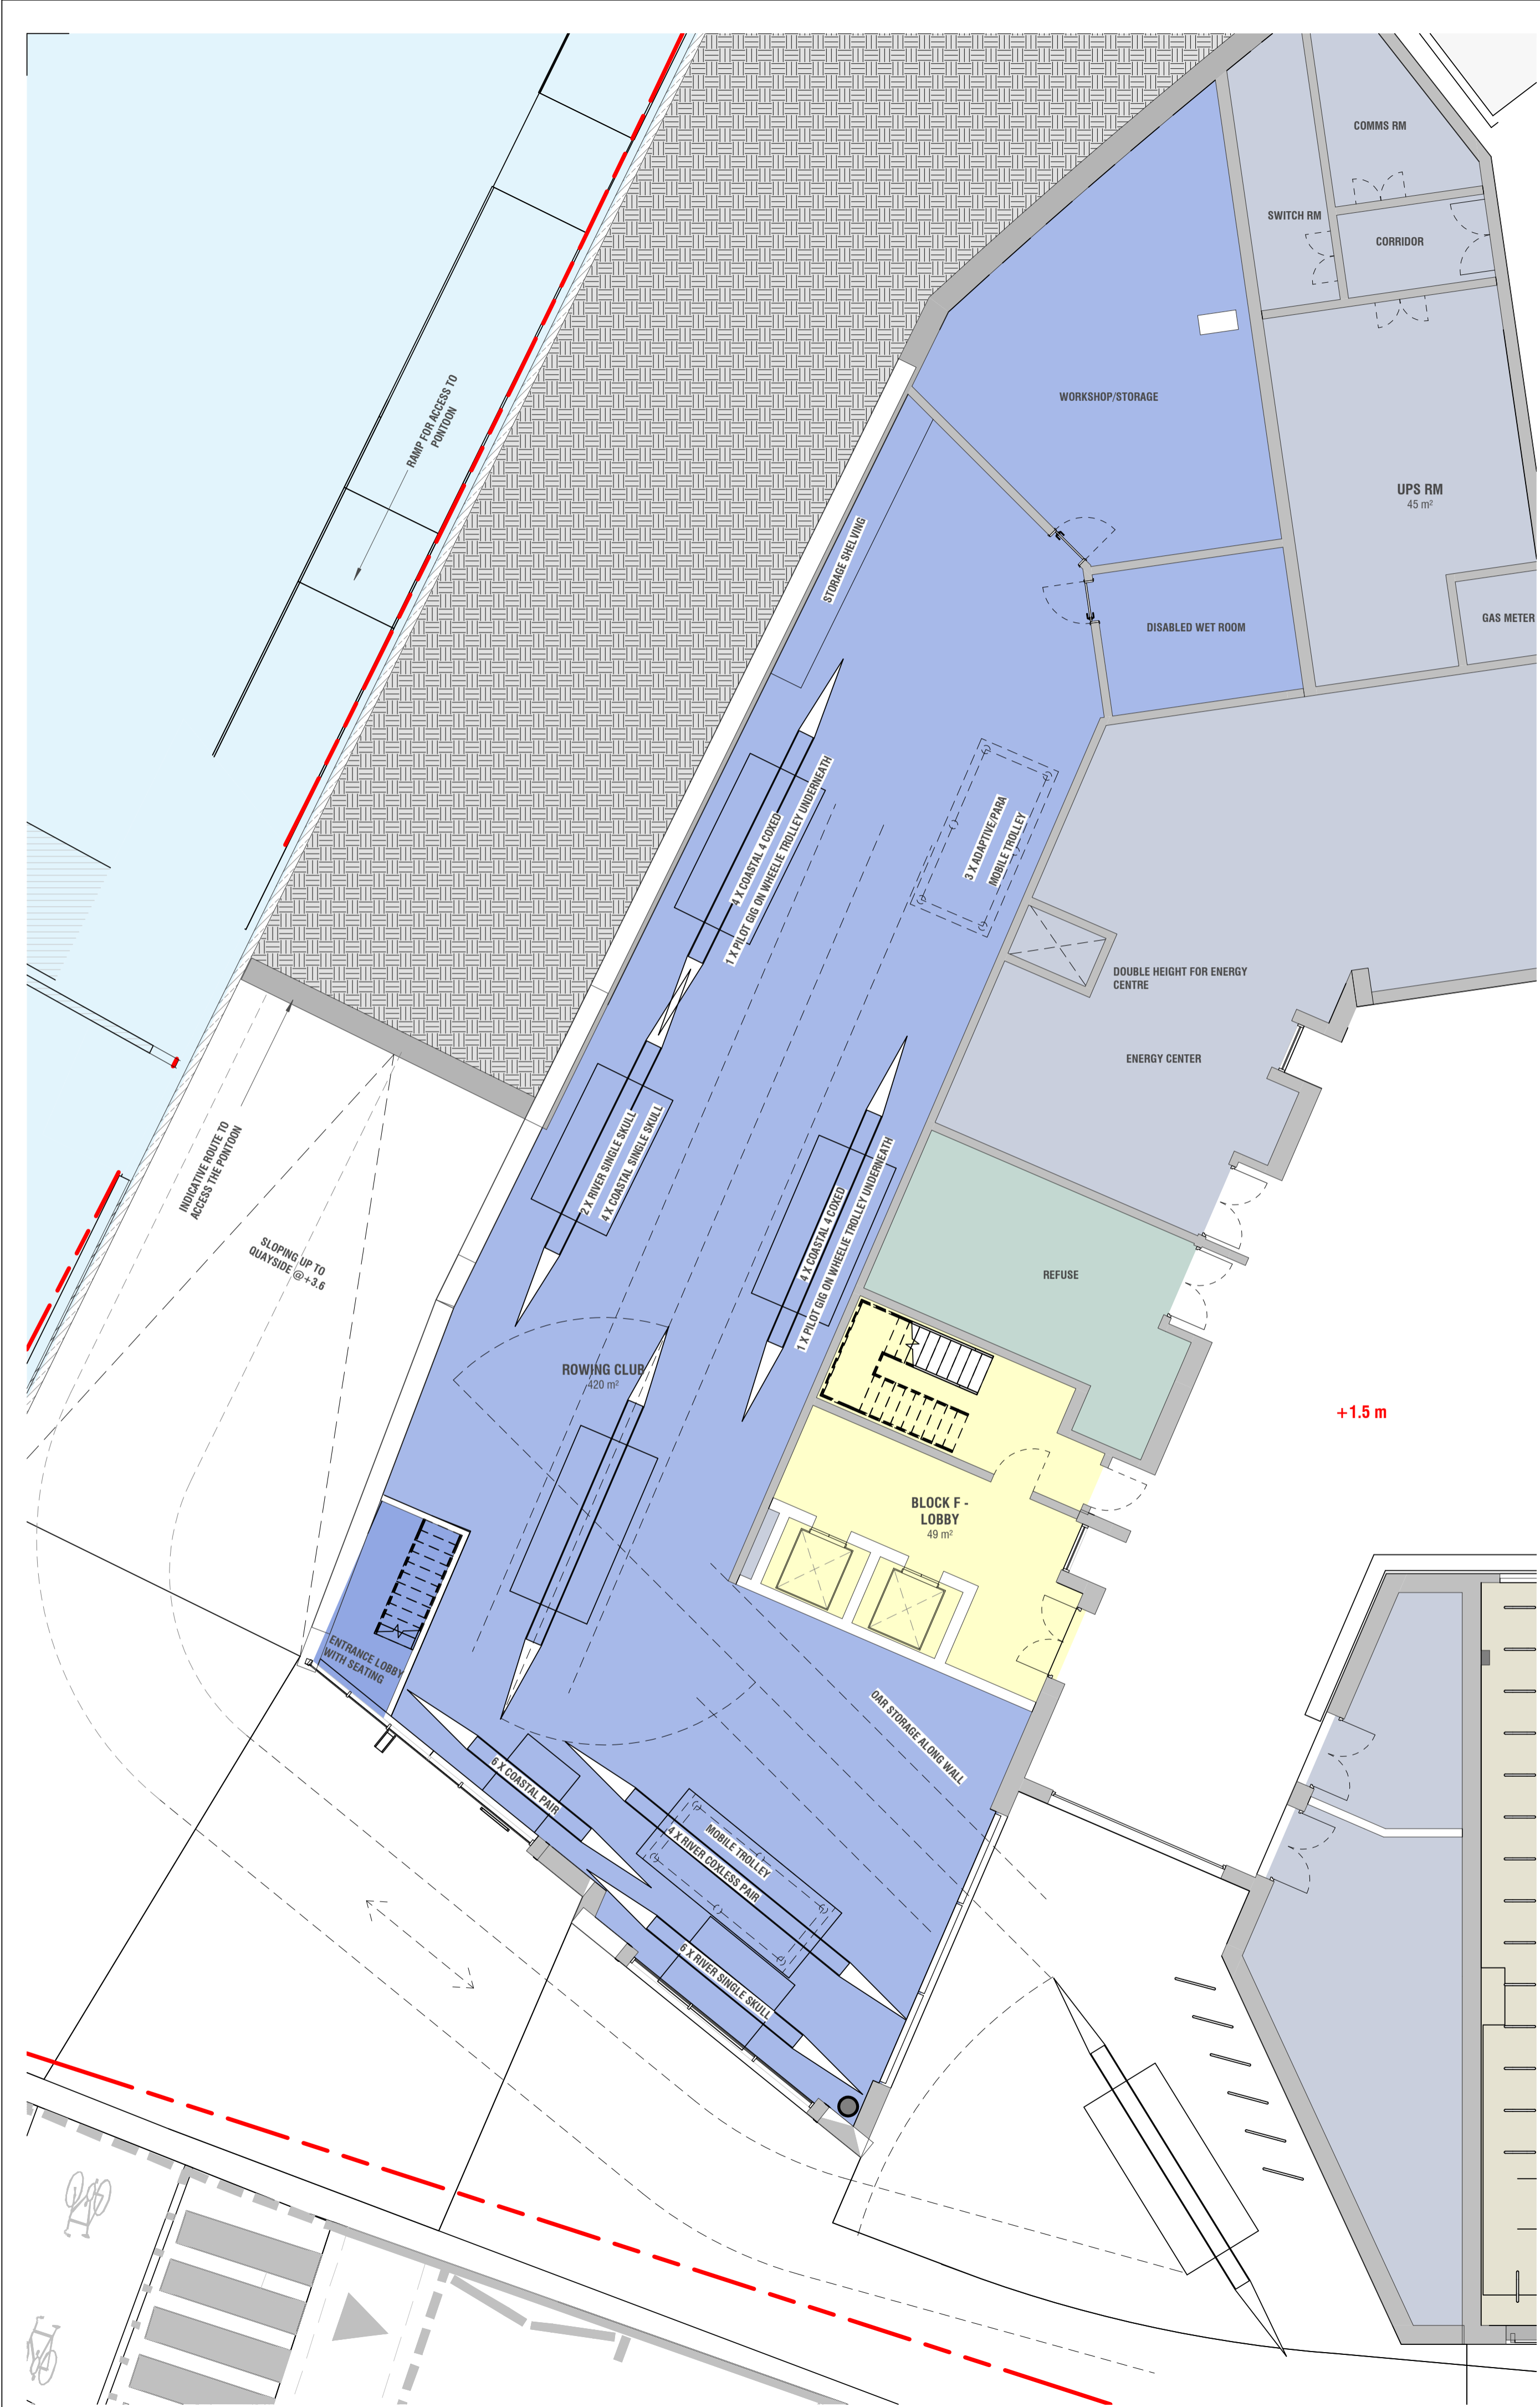 COMMS RM
SWITCH RM
CORRIDOR
RAMP FOR ACCESS TO
PONTOON
WORKSHOP/STORAGE
UPS RM
45 m²
STORAGE SHELVING
DISABLED WET ROOM
GAS METER
4 X COASTAL 4 COXED
1 X PILOT GIG ON WHEELIE TROLLEY UNDERNEATH
3 X ADAPTIVE/PARA
MOBILE TROLLEY
DOUBLE HEIGHT FOR ENERGY
CENTRE
ENERGY CENTER
INDICATIVE ROUTE TO
ACCESS THE PONTOON
2 X RIVER SINGLE SKULL
4 X COASTAL SINGLE SKULL
SLOPING UP TO
QUAYSIDE @+3.6
4 X COASTAL 4 COXED
1 X PILOT GIG ON WHEELIE TROLLEY UNDERNEATH
REFUSE
ROWING CLUB
420 m²
+1.5 m
BLOCK F -
LOBBY
49 m²
ENTRANCE LOBBY
WITH SEATING
OAR STORAGE ALONG WALL
6 X COASTAL PAIR
MOBILE TROLLEY
4 X RIVER COXLESS PAIR
6 X RIVER SINGLE SKULL